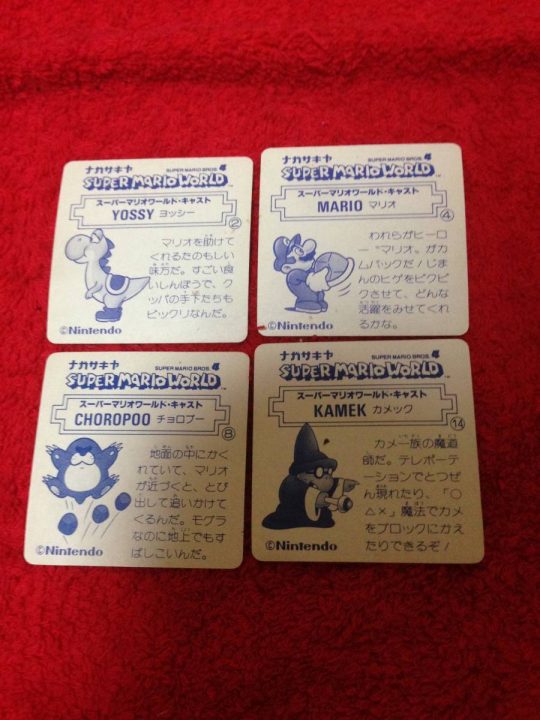 ナガサキヤ
SUPER MARIO BROS. 4
SUPER MARIO WORLD™
スーパーマリオワールド・キャスト
YOSSY ヨッシー
②
マリオを助けて
くれるたのもしい
味方だ。すごい食
いしんぼうで、ク
ッパの手下たちも
ビックリなんだ。
©Nintendo
ナガサキヤ
SUPER MARIO BROS. 4
SUPER MARIO WORLD™
スーパーマリオワールド・キャスト
MARIO マリオ
④
われらがヒーロ
ー“マリオ„がカ
ムバックだ！じま
んのヒゲをピクピ
クさせて、どんな
活躍をみせてくれ
るかな。
©Nintendo
ナガサキヤ
SUPER MARIO BROS. 4
SUPER MARIO WORLD™
スーパーマリオワールド・キャスト
CHOROPOO チョロプー
⑧
地面の中にかく
れていて、マリオ
が近づくと、とび
出して追いかけて
くるんだ。モグラ
なのに地上でもす
ばしこいんだ。
©Nintendo
ナガサキヤ
SUPER MARIO BROS. 4
SUPER MARIO WORLD™
スーパーマリオワールド・キャスト
KAMEK カメック
⑭
カメ一族の魔道
師だ。テレポーテ
ーションでとつぜ
ん現れたり、「○
△×」魔法でカメ
をブロックにかえ
たりできるぞ！
©Nintendo